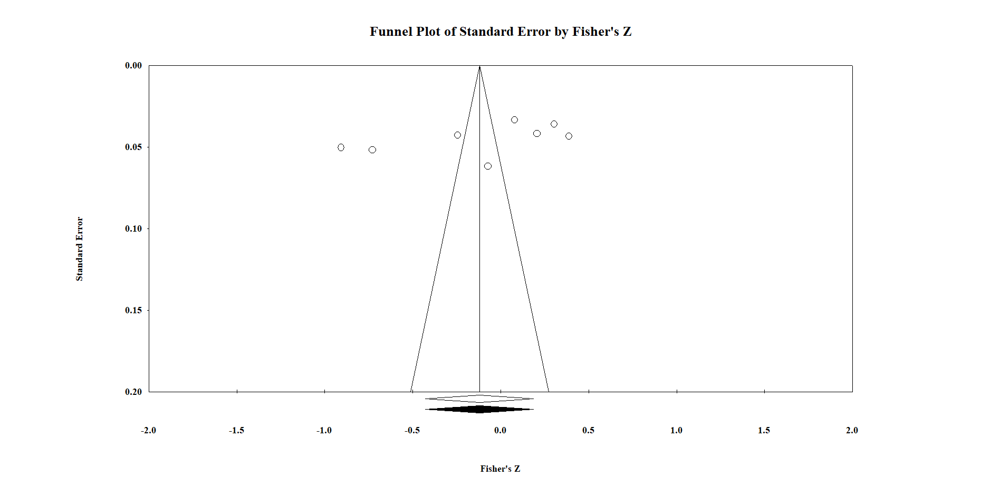 Funnel Plot of Standard Error by Fisher's Z
0.00
0.05
0.10
0.15
0.20
Standard Error
-2.0 -1.5 -1.0 -0.5 0.0 0.5 1.0 1.5 2.0
Fisher's Z